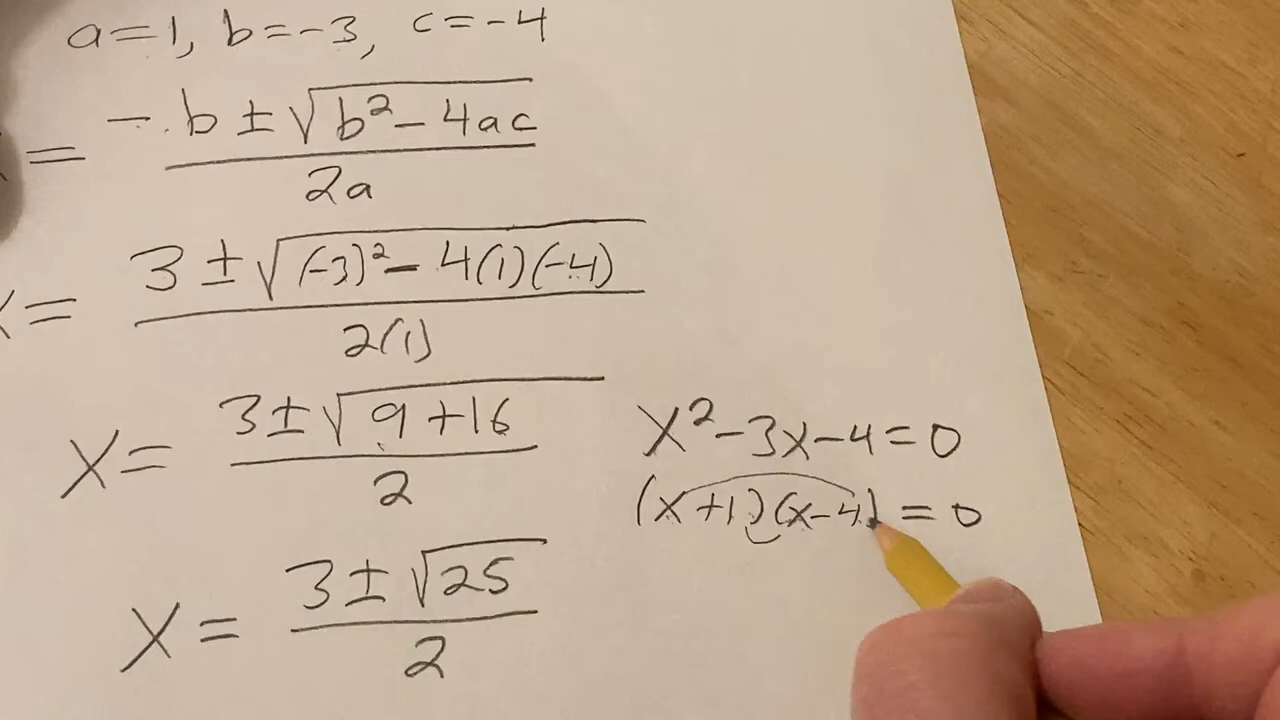 a=1, b=-3, c=-4
= -b±√(b²-4ac) / 2a
x= 3±√((-3)²-4(1)(-4)) / 2(1)
x= 3±√(9+16) / 2
x²-3x-4=0
(x+1)(x-4)=0
x= 3±√25 / 2